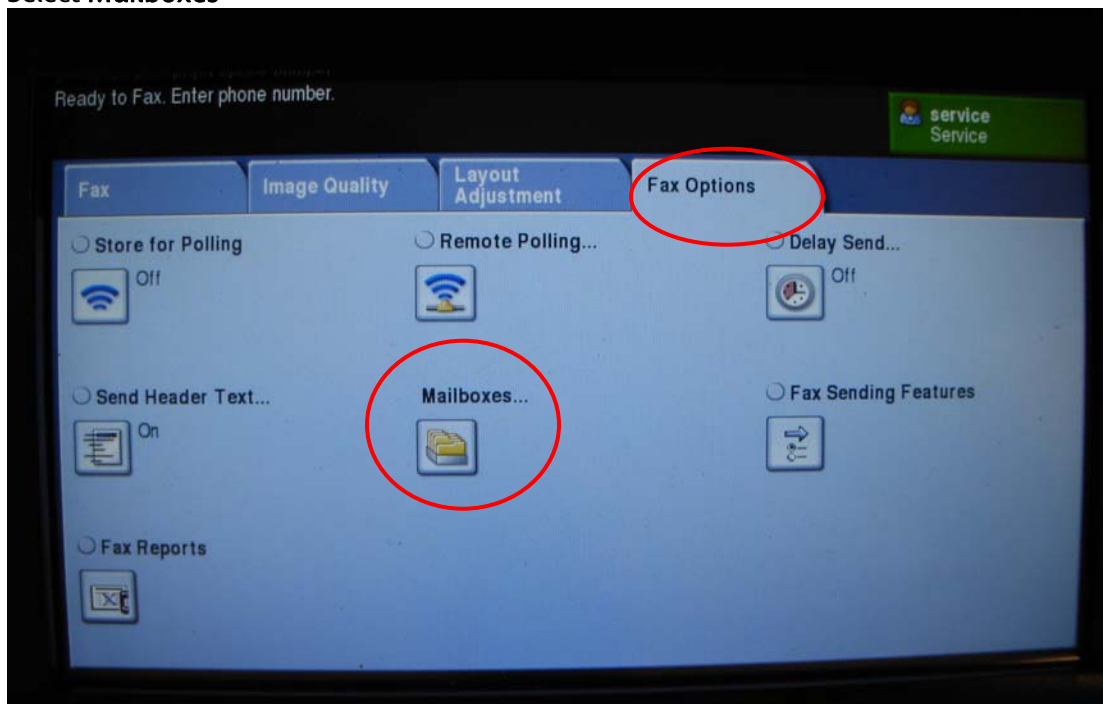 Select Mailboxes
Ready to Fax. Enter phone number.
service
Service
Fax
Image Quality
Layout
Adjustment
Fax Options
Store for Polling
Off
Remote Polling...
Delay Send...
Off
Send Header Text...
On
Mailboxes...
Fax Sending Features
Fax Reports